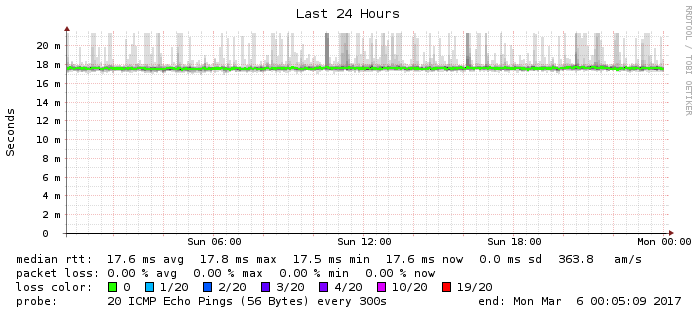 Last 24 Hours
RRDTOOL / TOBI OETIKER
Seconds
20 m
18 m
16 m
14 m
12 m
10 m
8 m
6 m
4 m
2 m
0
Sun 06:00 Sun 12:00 Sun 18:00 Mon 00:00
median rtt: 17.6 ms avg 17.8 ms max 17.5 ms min 17.6 ms now 0.0 ms sd 363.8 am/s
packet loss: 0.00 % avg 0.00 % max 0.00 % min 0.00 % now
loss color: 0 1/20 2/20 3/20 4/20 10/20 19/20
probe: 20 ICMP Echo Pings (56 Bytes) every 300s end: Mon Mar 6 00:05:09 2017